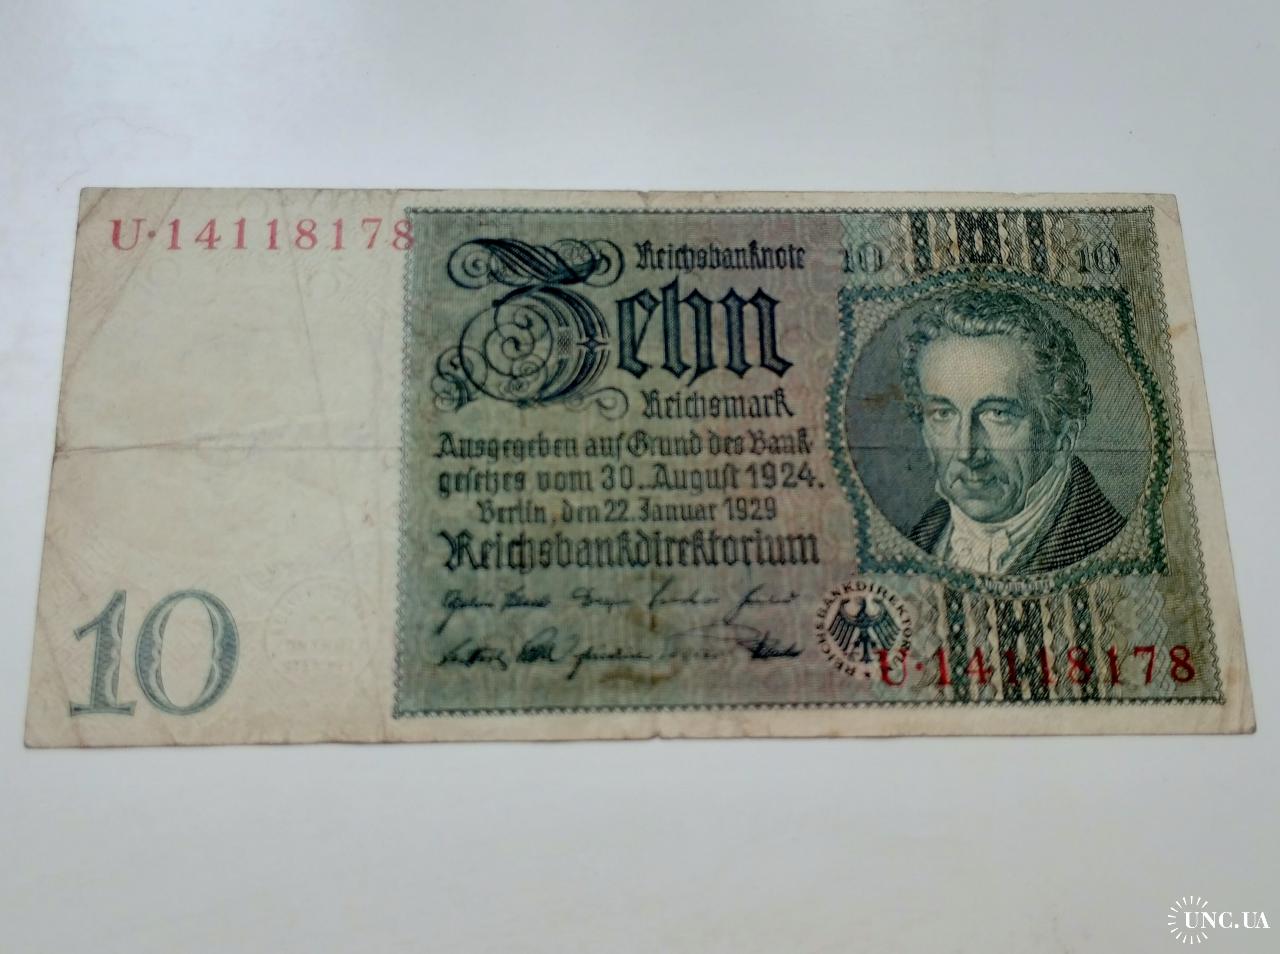 U·14118178
Reichsbanknote
10 10
Zehn
Reichsmark
Ausgegeben auf Grund des Bank-
gesetzes vom 30. August 1924.
Berlin, den 22. Januar 1929
Reichsbankdirektorium
REICHSBANKDIREKTORIUM
10
U·14118178
UNC.UA